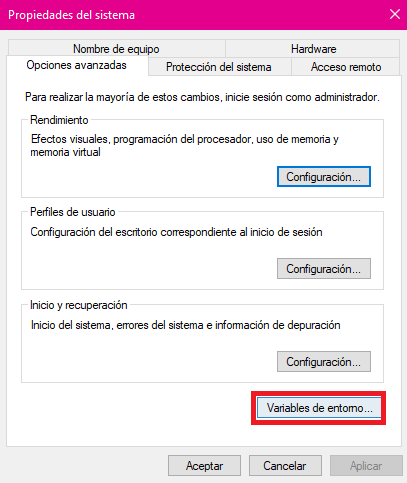 Propiedades del sistema
Nombre de equipo
Hardware
Opciones avanzadas
Protección del sistema
Acceso remoto
Para realizar la mayoría de estos cambios, inicie sesión como administrador.
Rendimiento
Efectos visuales, programación del procesador, uso de memoria y
memoria virtual
Configuración...
Perfiles de usuario
Configuración del escritorio correspondiente al inicio de sesión
Configuración...
Inicio y recuperación
Inicio del sistema, errores del sistema e información de depuración
Configuración...
Variables de entorno...
Aceptar
Cancelar
Aplicar